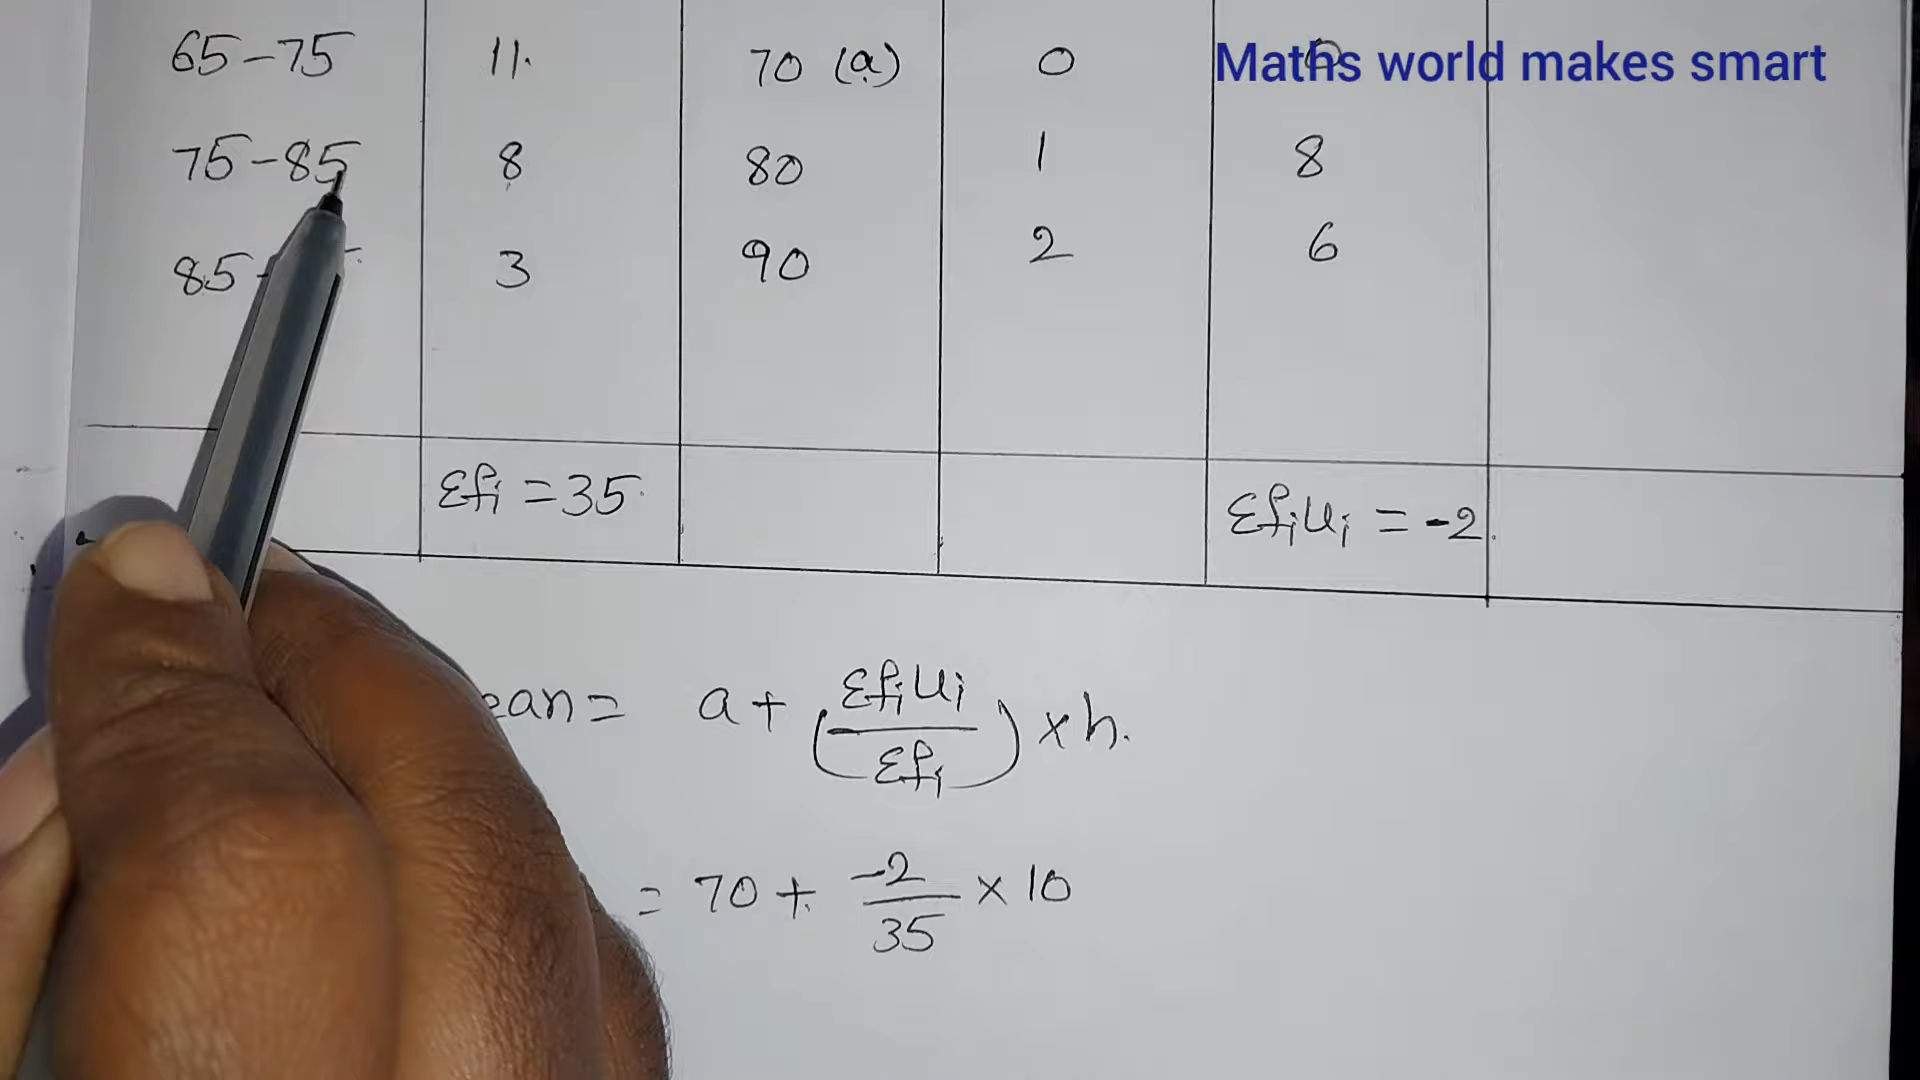 65-75 11. 70 (a) 0 Maths world makes smart
75-85 8 80 1 8
85- 3 90 2 6
Σfi = 35. Σfiui = -2
ean = a + (Σfiui / Σfi) × h.
= 70 + -2/35 × 10